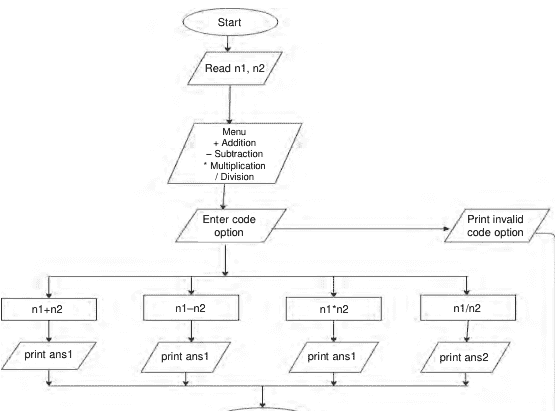 Start
Read n1, n2
Menu
+ Addition
– Subtraction
* Multiplication
/ Division
Enter code
option
Print invalid
code option
n1+n2
n1–n2
n1*n2
n1/n2
print ans1
print ans1
print ans1
print ans2